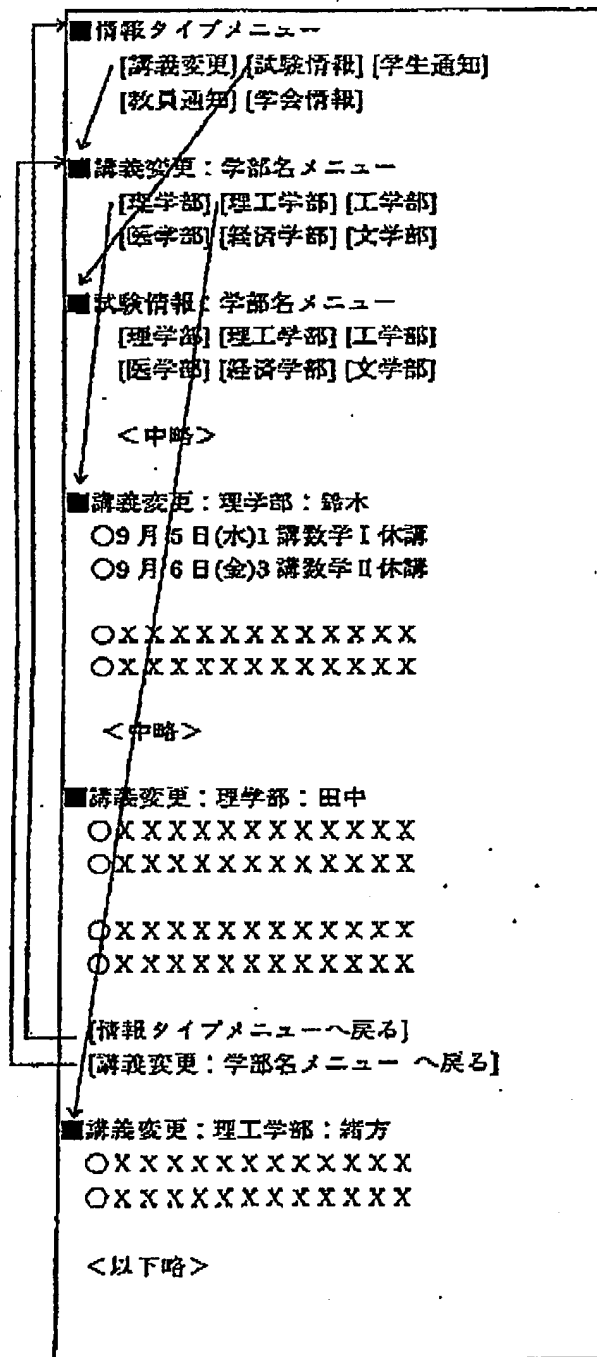 ■情報タイプメニュー
[講義変更] [試験情報] [学生通知]
[教員通知] [学会情報]
■講義変更：学部名メニュー
[理学部] [理工学部] [工学部]
[医学部] [経済学部] [文学部]
■試験情報：学部名メニュー
[理学部] [理工学部] [工学部]
[医学部] [経済学部] [文学部]
＜中略＞
■講義変更：理学部：鈴木
○9月5日(水)1講数学Ⅰ休講
○9月6日(金)3講数学Ⅱ休講
○XXXXXXXXXXXX
○XXXXXXXXXXXX
＜中略＞
■講義変更：理学部：田中
○XXXXXXXXXXXX
○XXXXXXXXXXXX
○XXXXXXXXXXXX
○XXXXXXXXXXXX
[情報タイプメニューへ戻る]
[講義変更：学部名メニュー へ戻る]
■講義変更：理工学部：緒方
○XXXXXXXXXXXX
○XXXXXXXXXXXX
＜以下略＞